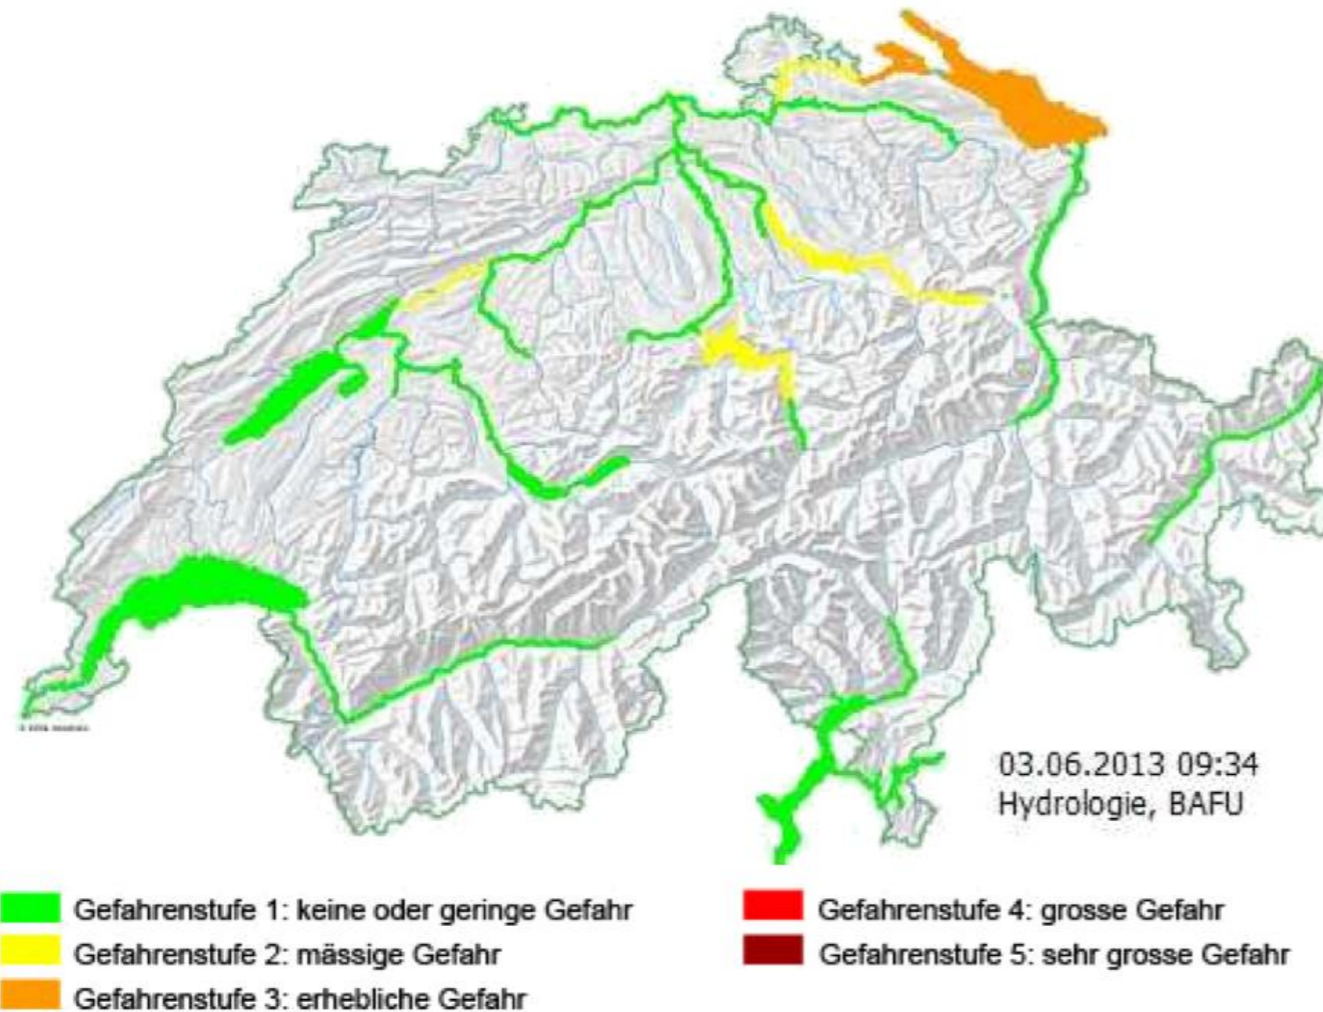 03.06.2013 09:34
Hydrologie, BAFU
Gefahrenstufe 1: keine oder geringe Gefahr
Gefahrenstufe 2: mässige Gefahr
Gefahrenstufe 3: erhebliche Gefahr
Gefahrenstufe 4: grosse Gefahr
Gefahrenstufe 5: sehr grosse Gefahr